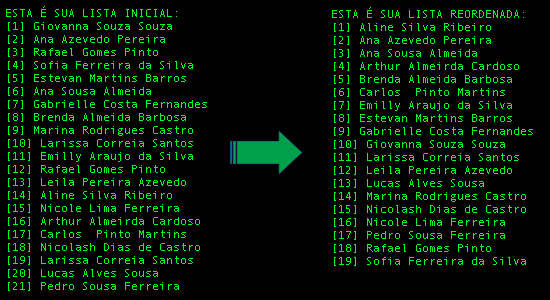 ESTA É SUA LISTA INICIAL:
[1] Giovanna Souza Souza
[2] Ana Azevedo Pereira
[3] Rafael Gomes Pinto
[4] Sofia Ferreira da Silva
[5] Estevan Martins Barros
[6] Ana Sousa Almeida
[7] Gabrielle Costa Fernandes
[8] Brenda Almeida Barbosa
[9] Marina Rodrigues Castro
[10] Larissa Correia Santos
[11] Emilly Araujo da Silva
[12] Rafael Gomes Pinto
[13] Leila Pereira Azevedo
[14] Aline Silva Ribeiro
[15] Nicole Lima Ferreira
[16] Arthur Almeirda Cardoso
[17] Carlos  Pinto Martins
[18] Nicolash Dias de Castro
[19] Larissa Correia Santos
[20] Lucas Alves Sousa
[21] Pedro Sousa Ferreira
ESTA É SUA LISTA REORDENADA:
[1] Aline Silva Ribeiro
[2] Ana Azevedo Pereira
[3] Ana Sousa Almeida
[4] Arthur Almeirda Cardoso
[5] Brenda Almeida Barbosa
[6] Carlos  Pinto Martins
[7] Emilly Araujo da Silva
[8] Estevan Martins Barros
[9] Gabrielle Costa Fernandes
[10] Giovanna Souza Souza
[11] Larissa Correia Santos
[12] Leila Pereira Azevedo
[13] Lucas Alves Sousa
[14] Marina Rodrigues Castro
[15] Nicolash Dias de Castro
[16] Nicole Lima Ferreira
[17] Pedro Sousa Ferreira
[18] Rafael Gomes Pinto
[19] Sofia Ferreira da Silva